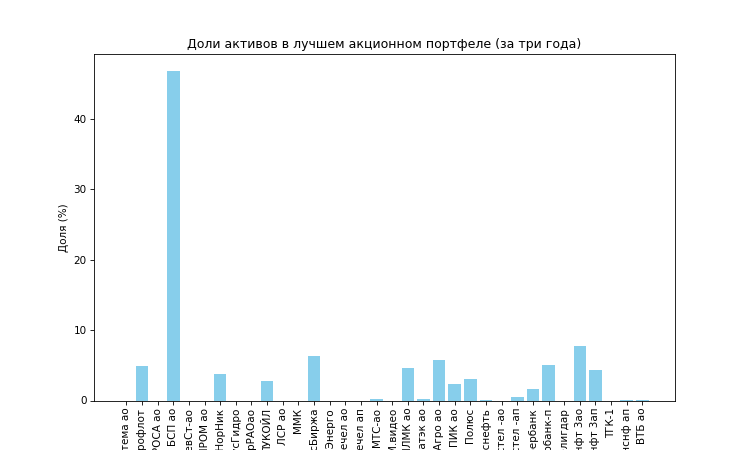 Доли активов в лучшем акционном портфеле (за три года)
Доля (%)
40
30
20
10
0
тема ао
рофлот
РОСА ао
БСП ао
евСт-ао
ПРОМ ао
НорНик
сГидро
рРАОао
ЛУКОЙЛ
ЛСР ао
ММК
сБиржа
Энерго
ечел ао
ечел ап
МТС-ао
М.видео
ЛМК ао
атэк ао
Агро ао
ПИК ао
Полюс
снефть
стел -ао
стел -ап
ербанк
рбанк-п
лигдар
нфт 3ао
нфт 3ап
ТГК-1
нснф ап
ВТБ ао